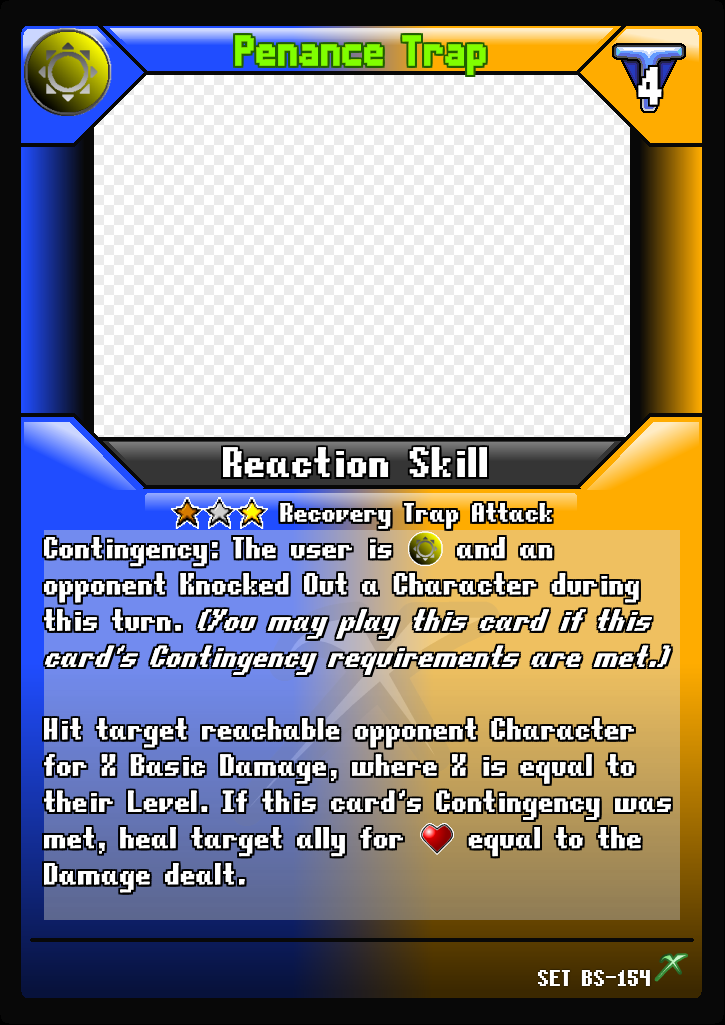 Penance Trap
4
Reaction Skill
Recovery Trap Attack
Contingency: The user is and an
opponent Knocked Out a Character during
this turn. (You may play this card if this
card's Contingency requirements are met.)
Hit target reachable opponent Character
for X Basic Damage, where X is equal to
their Level. If this card's Contingency was
met, heal target ally for equal to the
Damage dealt.
SET BS-154